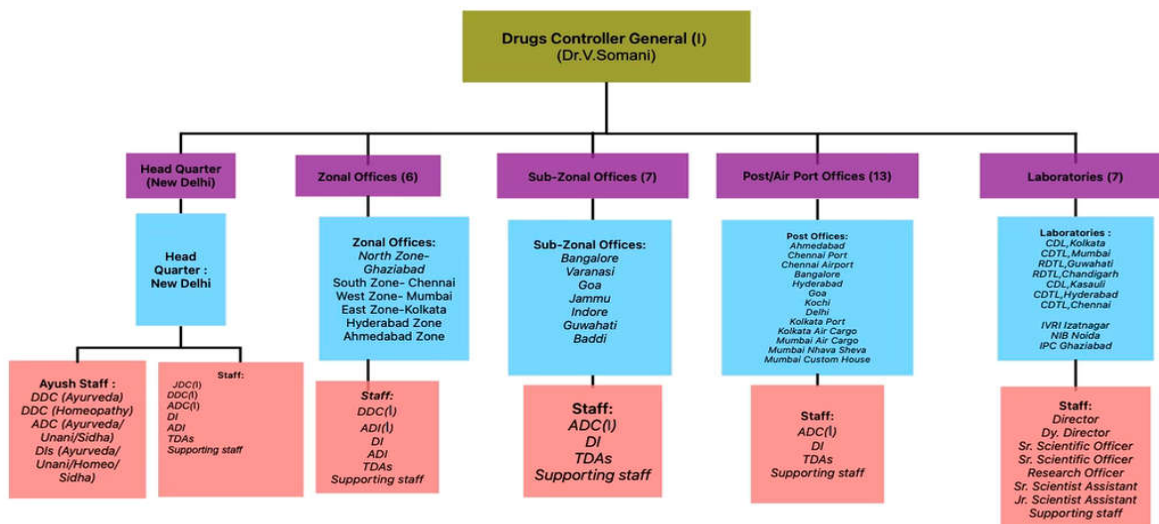 Drugs Controller General (I)
(Dr.V.Somani)
Head Quarter
(New Delhi)
Zonal Offices (6)
Sub-Zonal Offices (7)
Post/Air Port Offices (13)
Laboratories (7)
Head
Quarter :
New Delhi
Zonal Offices:
North Zone-
Ghaziabad
South Zone- Chennai
West Zone- Mumbai
East Zone-Kolkata
Hyderabad Zone
Ahmedabad Zone
Sub-Zonal Offices:
Bangalore
Varanasi
Goa
Jammu
Indore
Guwahati
Baddi
Post Offices:
Ahmedabad
Chennai Port
Chennai Airport
Bangalore
Hyderabad
Goa
Kochi
Delhi
Kolkata Port
Kolkata Air Cargo
Mumbai Air Cargo
Mumbai Nhava Sheva
Mumbai Custom House
Laboratories :
CDL,Kolkata
CDTL,Mumbai
RDTL,Guwahati
RDTL,Chandigarh
CDL,Kasauli
CDTL,Hyderabad
CDTL,Chennai
IVRI Izatnagar
NIB Noida
IPC Ghaziabad
Ayush Staff :
DDC (Ayurveda)
DDC (Homeopathy)
ADC (Ayurveda/
Unani/Sidha)
DIs (Ayurveda/
Unani/Homeo/
Sidha)
Staff:
JDC(I)
DDC(I)
ADC(I)
DI
ADI
TDAs
Supporting staff
Staff:
DDC(I)
ADI(I)
DI
ADI
TDAs
Supporting staff
Staff:
ADC(I)
DI
TDAs
Supporting staff
Staff:
ADC(I)
DI
TDAs
Supporting staff
Staff:
Director
Dy. Director
Sr. Scientific Officer
Sr. Scientific Officer
Research Officer
Sr. Scientist Assistant
Jr. Scientist Assistant
Supporting staff